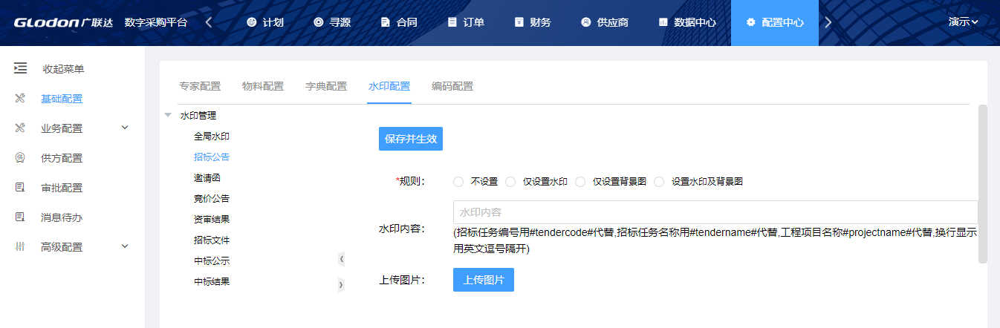 GLodon广联达 数字采购平台 计划 寻源 合同 订单 财务 供应商 数据中心 配置中心 演示
收起菜单
基础配置
业务配置
供方配置
审批配置
消息待办
高级配置
专家配置 物料配置 字典配置 水印配置 编码配置
水印管理
全局水印
招标公告
邀请函
竞价公告
资审结果
招标文件
中标公示
中标结果
保存并生效
*规则： 不设置 仅设置水印 仅设置背景图 设置水印及背景图
水印内容： 水印内容
(招标任务编号用#tendercode#代替,招标任务名称用#tendername#代替,工程项目名称#projectname#代替,换行显示
用英文逗号隔开)
上传图片： 上传图片